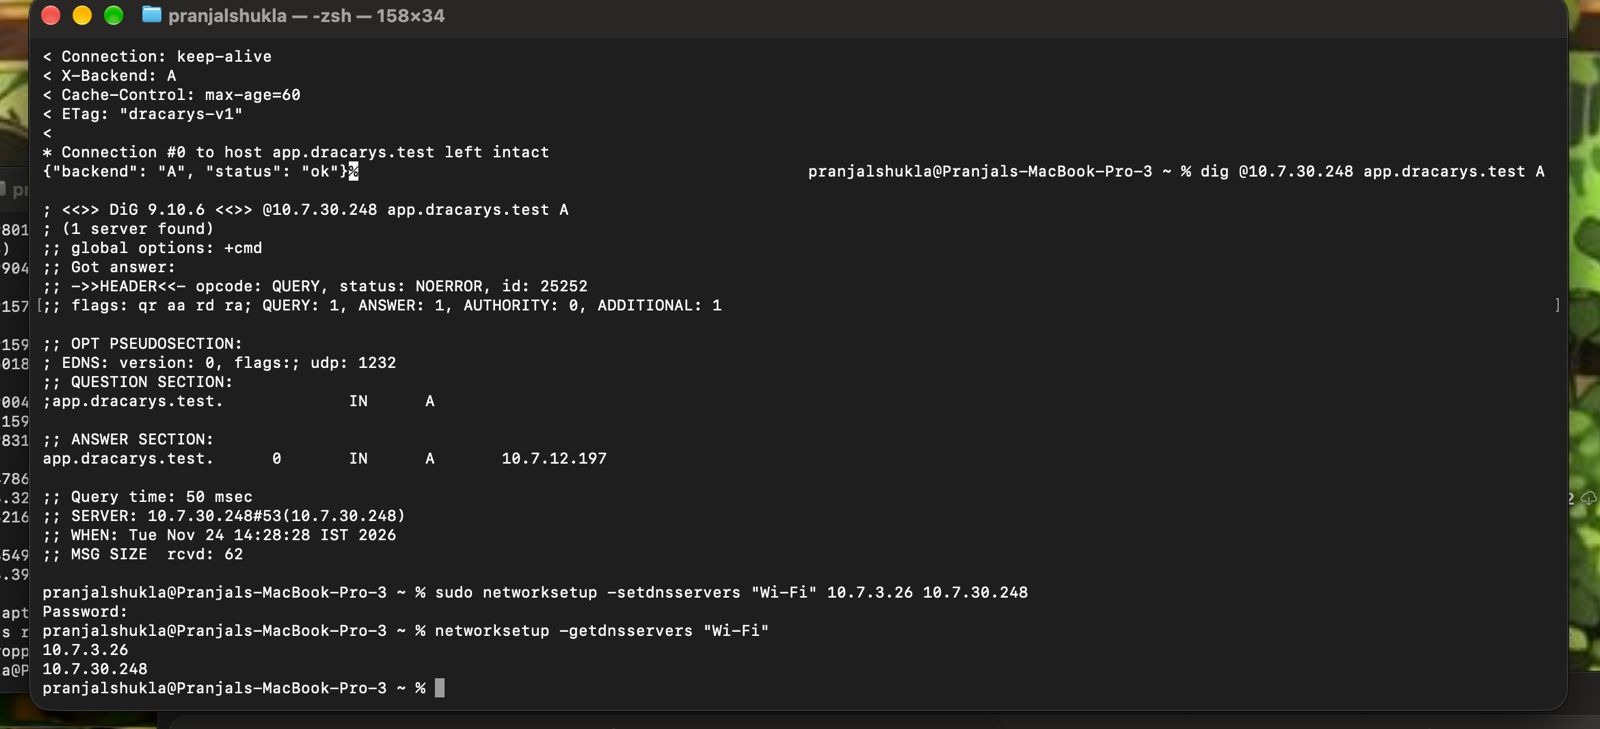 pranjalshukla — -zsh — 158×34
< Connection: keep-alive
< X-Backend: A
< Cache-Control: max-age=60
< ETag: "dracarys-v1"
<
* Connection #0 to host app.dracarys.test left intact
{"backend": "A", "status": "ok"}% pranjalshukla@Pranjals-MacBook-Pro-3 ~ % dig @10.7.30.248 app.dracarys.test A
; <<>> DiG 9.10.6 <<>> @10.7.30.248 app.dracarys.test A
; (1 server found)
;; global options: +cmd
;; Got answer:
;; ->>HEADER<<- opcode: QUERY, status: NOERROR, id: 25252
[;; flags: qr aa rd ra; QUERY: 1, ANSWER: 1, AUTHORITY: 0, ADDITIONAL: 1 ]
;; OPT PSEUDOSECTION:
; EDNS: version: 0, flags:; udp: 1232
;; QUESTION SECTION:
;app.dracarys.test. IN A
;; ANSWER SECTION:
app.dracarys.test. 0 IN A 10.7.12.197
;; Query time: 50 msec
;; SERVER: 10.7.30.248#53(10.7.30.248)
;; WHEN: Tue Nov 24 14:28:28 IST 2026
;; MSG SIZE rcvd: 62
pranjalshukla@Pranjals-MacBook-Pro-3 ~ % sudo networksetup -setdnsservers "Wi-Fi" 10.7.3.26 10.7.30.248
Password:
pranjalshukla@Pranjals-MacBook-Pro-3 ~ % networksetup -getdnsservers "Wi-Fi"
10.7.3.26
10.7.30.248
pranjalshukla@Pranjals-MacBook-Pro-3 ~ %